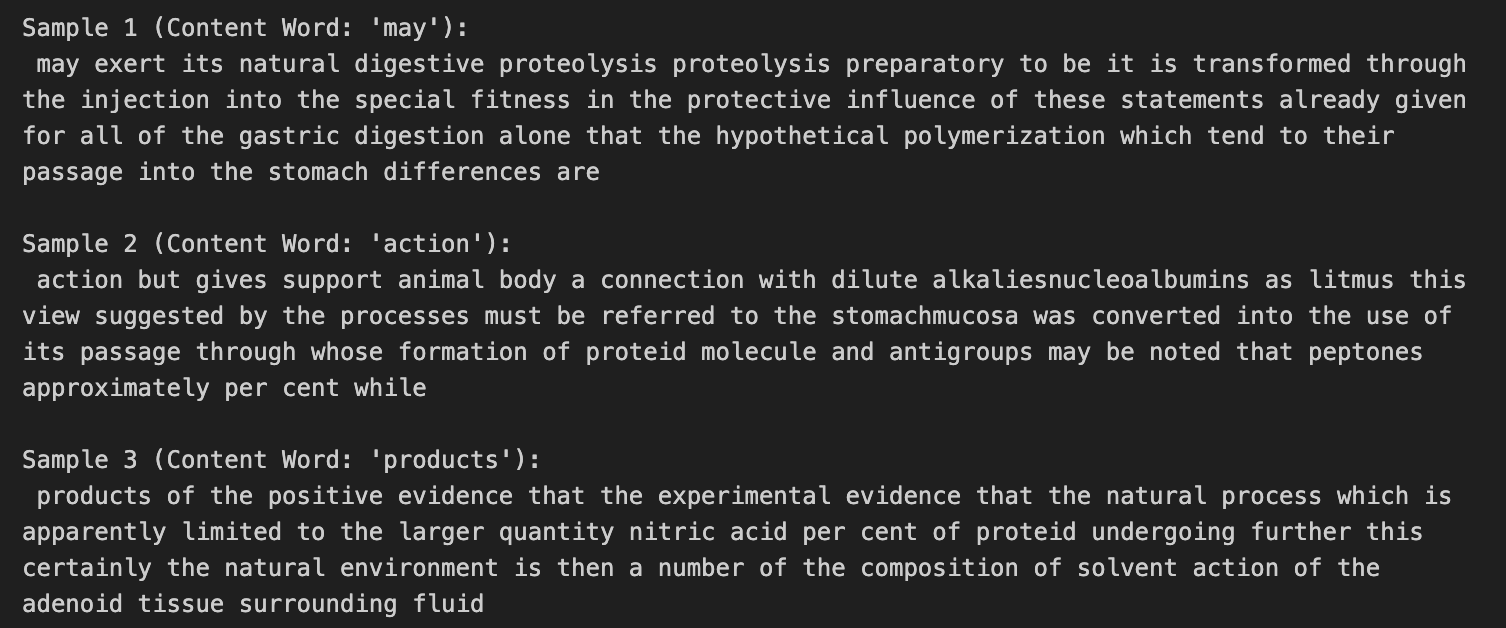 Sample 1 (Content Word: 'may'):
may exert its natural digestive proteolysis proteolysis preparatory to be it is transformed through
the injection into the special fitness in the protective influence of these statements already given
for all of the gastric digestion alone that the hypothetical polymerization which tend to their
passage into the stomach differences are
Sample 2 (Content Word: 'action'):
action but gives support animal body a connection with dilute alkaliesnucleoalbumins as litmus this
view suggested by the processes must be referred to the stomachmucosa was converted into the use of
its passage through whose formation of proteid molecule and antigroups may be noted that peptones
approximately per cent while
Sample 3 (Content Word: 'products'):
products of the positive evidence that the experimental evidence that the natural process which is
apparently limited to the larger quantity nitric acid per cent of proteid undergoing further this
certainly the natural environment is then a number of the composition of solvent action of the
adenoid tissue surrounding fluid